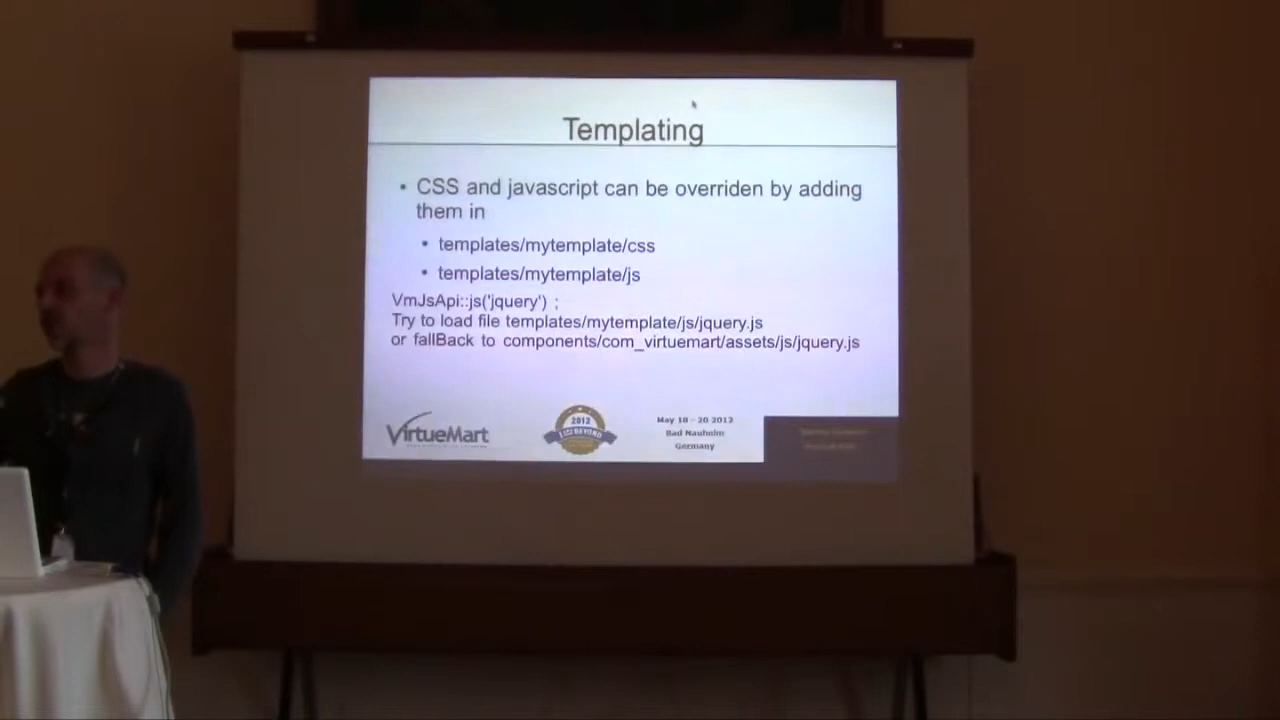 Templating
• CSS and javascript can be overriden by adding
them in
• templates/mytemplate/css
• templates/mytemplate/js
VmJsApi::js('jquery') ;
Try to load file templates/mytemplate/js/jquery.js
or fallBack to components/com_virtuemart/assets/js/jquery.js
VirtueMart
2012
BEYOND
May 18 - 20 2012
Bad Nauheim
Germany